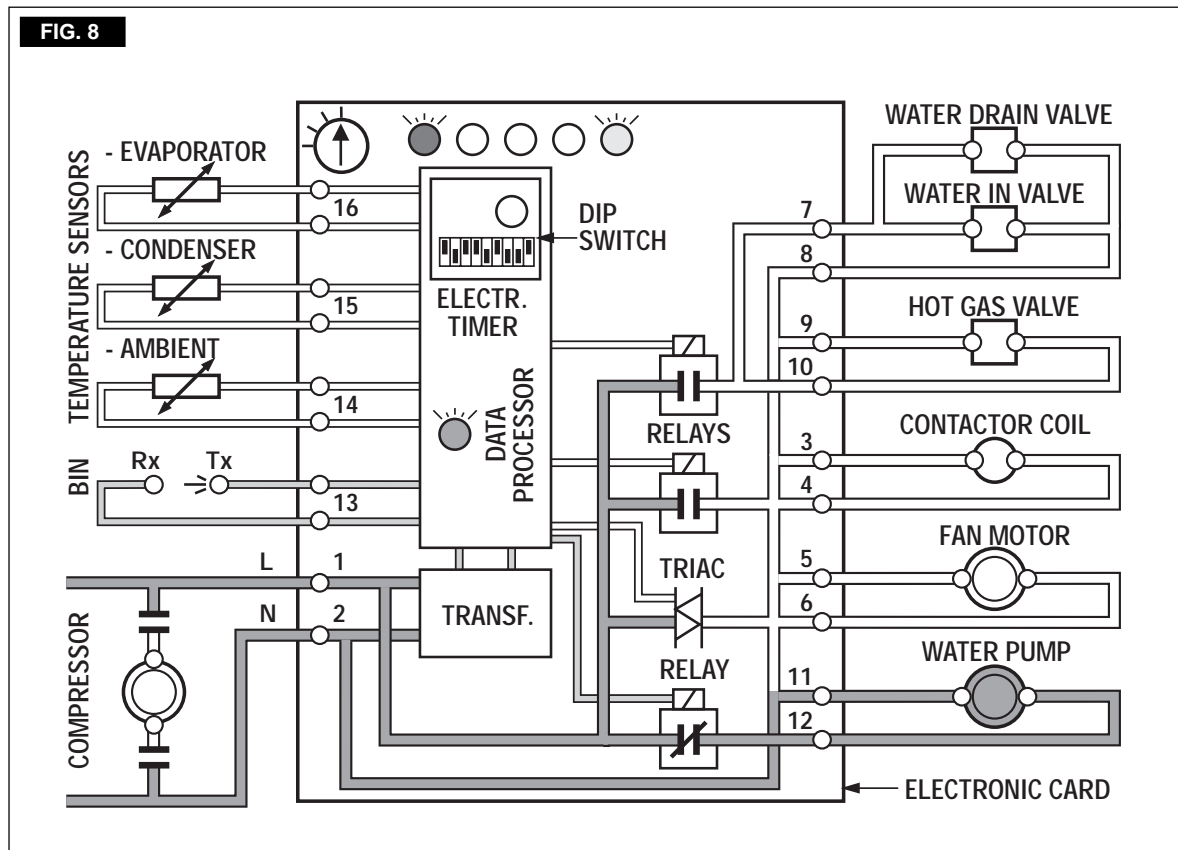 FIG. 8
TEMPERATURE SENSORS
- EVAPORATOR
16
- CONDENSER
15
- AMBIENT
14
BIN
Rx
Tx
13
L
1
N
2
COMPRESSOR
DIP
SWITCH
ELECTR.
TIMER
DATA
PROCESSOR
TRANSF.
RELAYS
TRIAC
RELAY
WATER DRAIN VALVE
WATER IN VALVE
7
8
HOT GAS VALVE
9
10
CONTACTOR COIL
3
4
FAN MOTOR
5
6
WATER PUMP
11
12
ELECTRONIC CARD